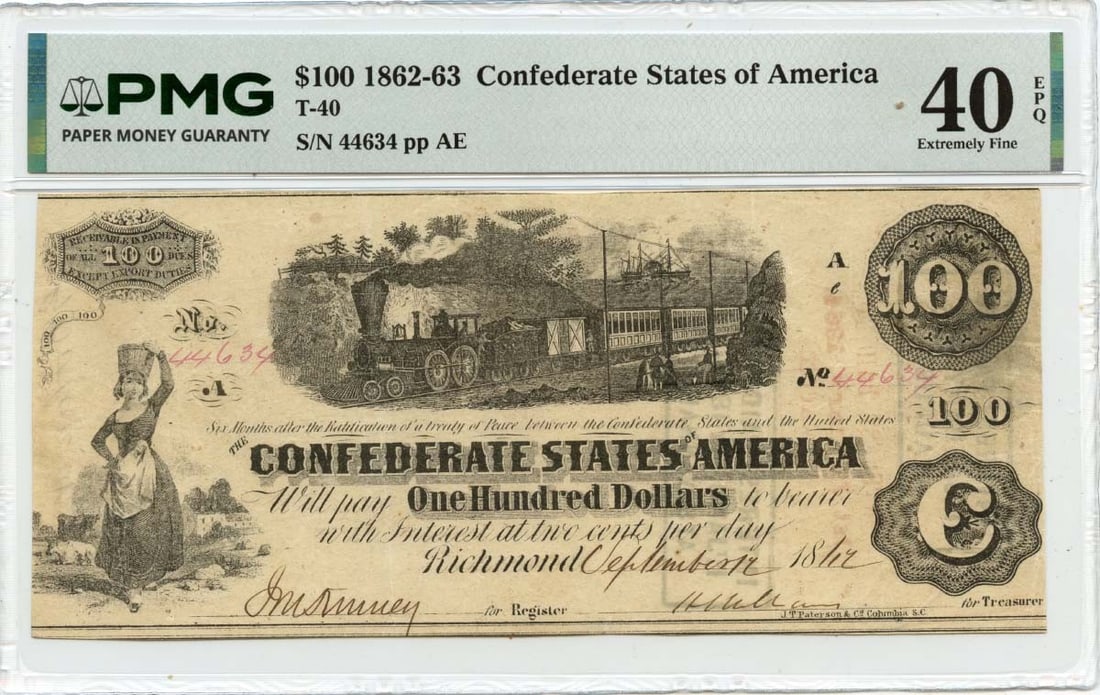 PMG
PAPER MONEY GUARANTY
$100 1862-63 Confederate States of America
T-40
S/N 44634 pp AE
40
Extremely Fine
EPQ
RECEIVABLE IN PAYMENT
OF ALL 100 DUES
EXCEPT EXPORT DUTIES
100 100 100
No.
44634
A
A
e
100
No 44634
100
Six Months after the Ratification of a treaty of Peace between the Confederate States and the United States
THE CONFEDERATE STATES OF AMERICA
Will pay One Hundred Dollars to bearer
with Interest at two cents per day
Richmond September 12 1862
C
for Register
for Treasurer
J.T. Paterson & Co Columbia S.C.